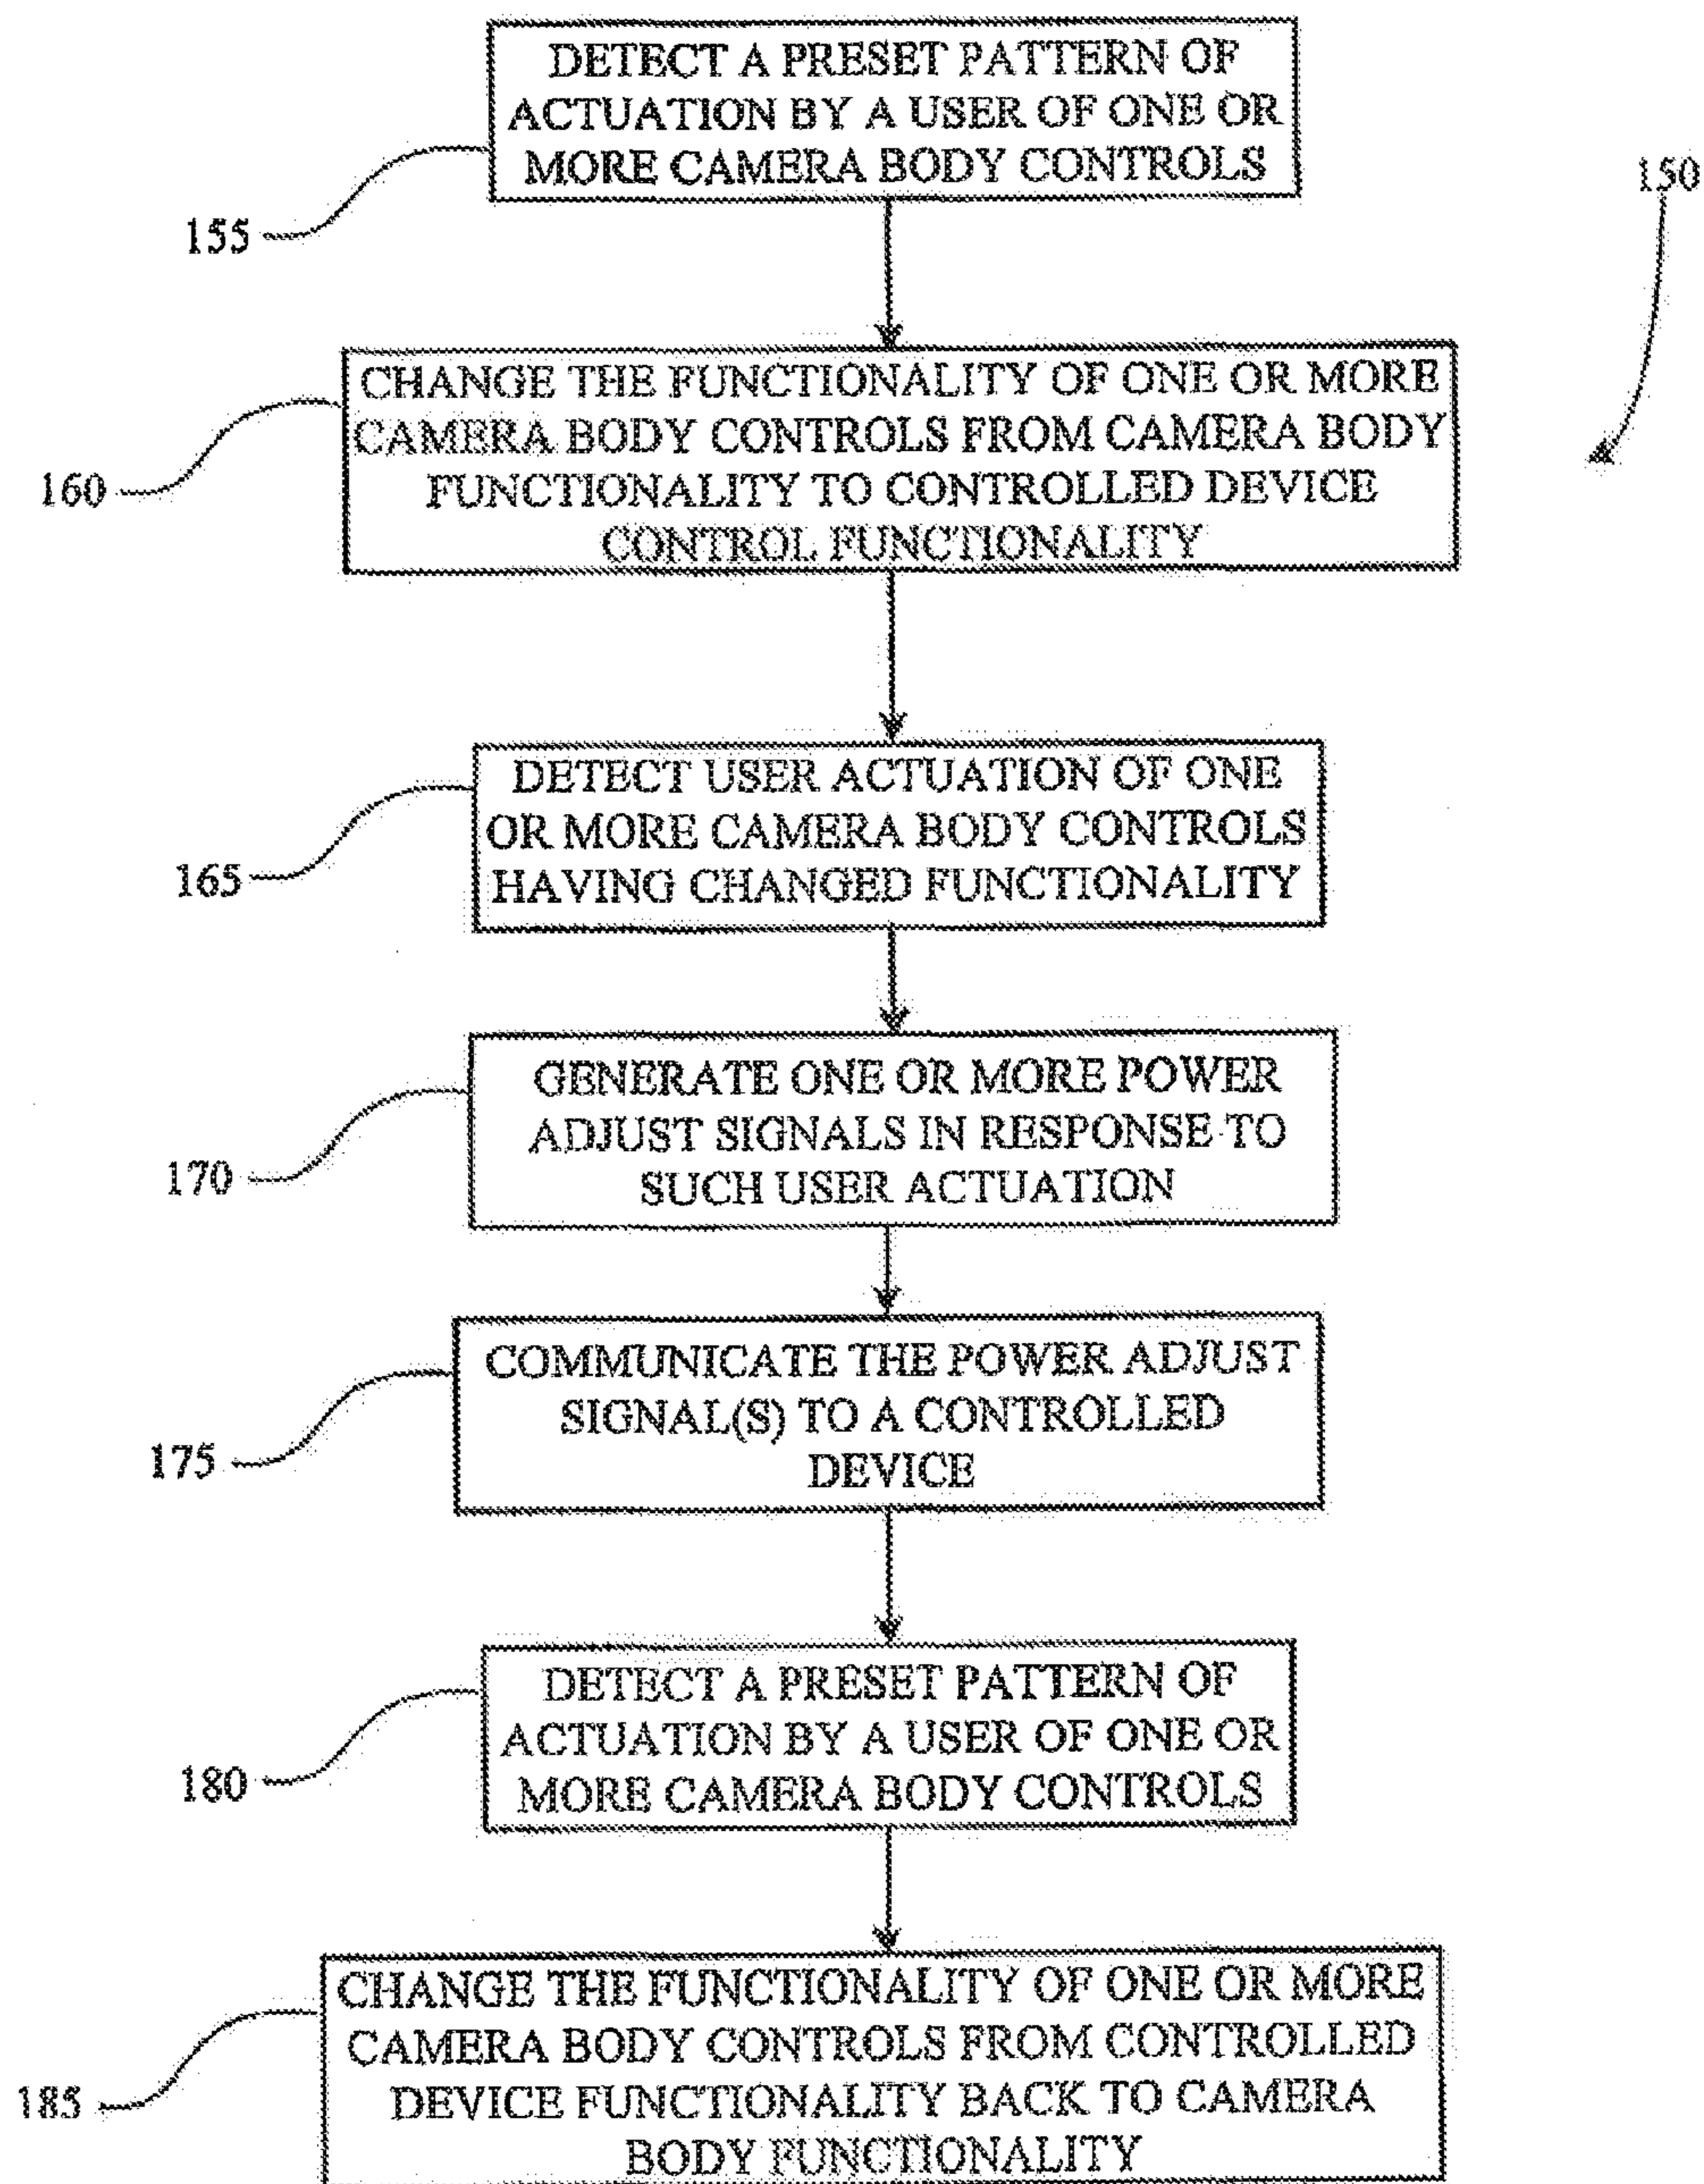 DETECT A PRESET PATTERN OF
ACTUATION BY A USER OF ONE OR
MORE CAMERA BODY CONTROLS
150
155
CHANGE THE FUNCTIONALITY OF ONE OR MORE
CAMERA BODY CONTROLS FROM CAMERA BODY
FUNCTIONALITY TO CONTROLLED DEVICE
CONTROL FUNCTIONALITY
160
DETECT USER ACTUATION OF ONE
OR MORE CAMERA BODY CONTROLS
HAVING CHANGED FUNCTIONALITY
165
GENERATE ONE OR MORE POWER
ADJUST SIGNALS IN RESPONSE TO
SUCH USER ACTUATION
170
COMMUNICATE THE POWER ADJUST
SIGNAL(S) TO A CONTROLLED
DEVICE
175
DETECT A PRESET PATTERN OF
ACTUATION BY A USER OF ONE OR
MORE CAMERA BODY CONTROLS
180
CHANGE THE FUNCTIONALITY OF ONE OR MORE
CAMERA BODY CONTROLS FROM CONTROLLED
DEVICE FUNCTIONALITY BACK TO CAMERA
BODY FUNCTIONALITY
185